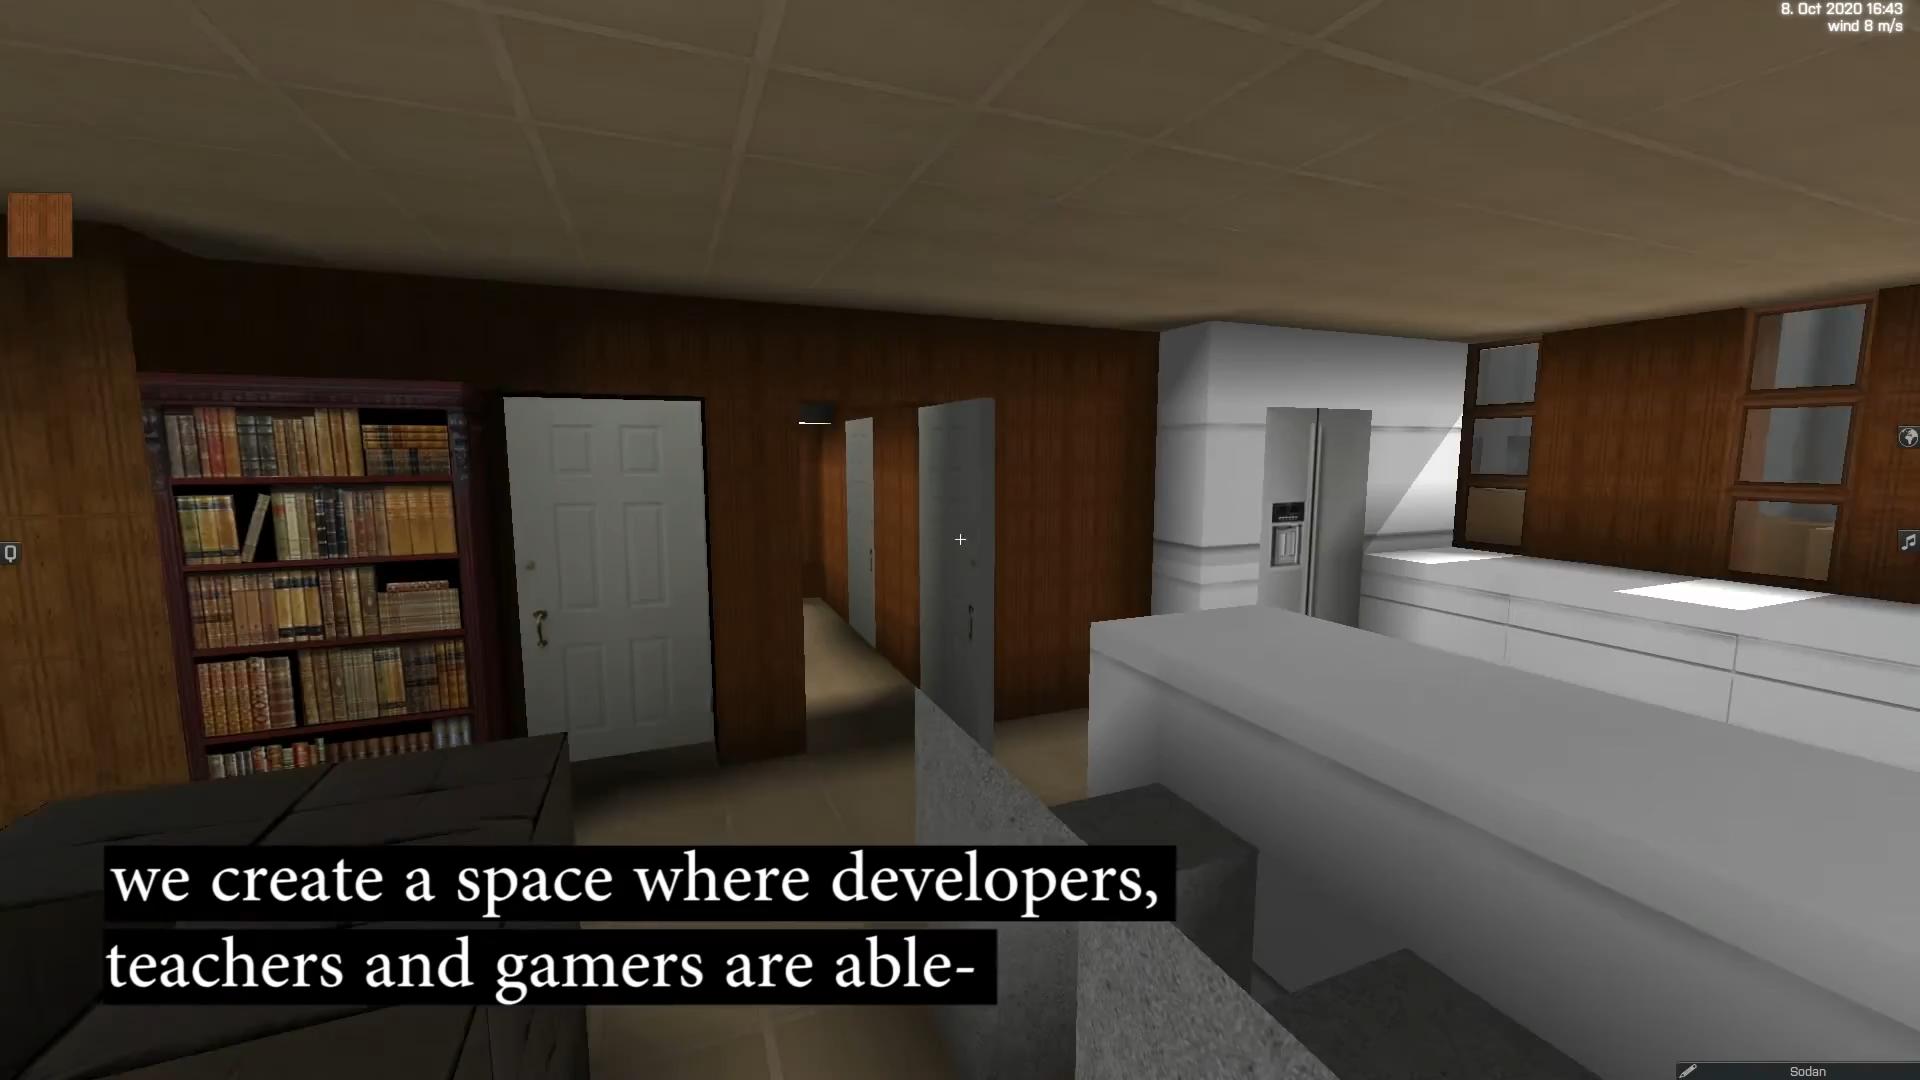 8. Oct 2020 16:43
wind 8 m/s
Q
we create a space where developers,
teachers and gamers are able-
Sodan